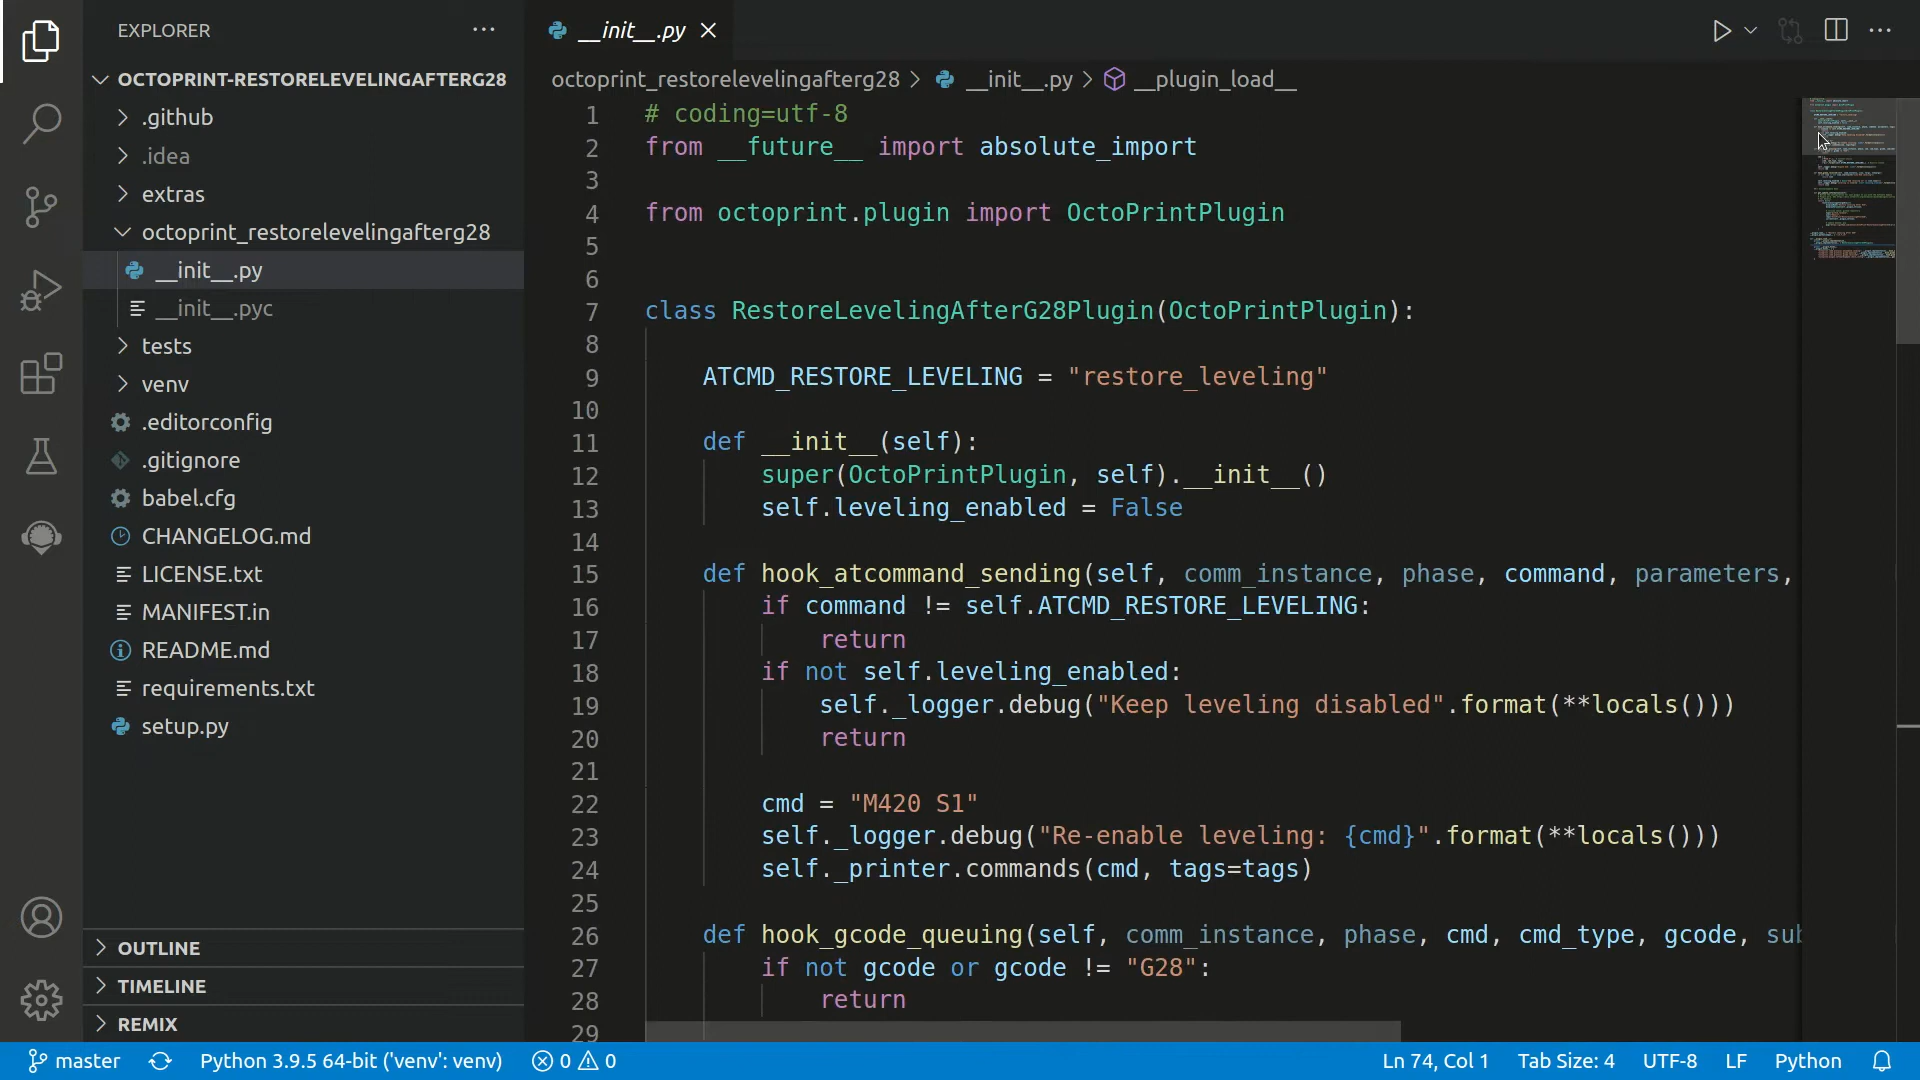 EXPLORER
OCTOPRINT-RESTORELEVELINGAFTERG28
.github
.idea
extras
octoprint_restorelevelingafterg28
__init__.py
__init__.pyc
tests
venv
.editorconfig
.gitignore
babel.cfg
CHANGELOG.md
LICENSE.txt
MANIFEST.in
README.md
requirements.txt
setup.py
OUTLINE
TIMELINE
REMIX
__init__.py
octoprint_restorelevelingafterg28 > __init__.py > __plugin_load__
1 # coding=utf-8
2 from __future__ import absolute_import
3
4 from octoprint.plugin import OctoPrintPlugin
5
6
7 class RestoreLevelingAfterG28Plugin(OctoPrintPlugin):
8
9 ATCMD_RESTORE_LEVELING = "restore_leveling"
10
11 def __init__(self):
12 super(OctoPrintPlugin, self).__init__()
13 self.leveling_enabled = False
14
15 def hook_atcommand_sending(self, comm_instance, phase, command, parameters,
16 if command != self.ATCMD_RESTORE_LEVELING:
17 return
18 if not self.leveling_enabled:
19 self._logger.debug("Keep leveling disabled".format(**locals()))
20 return
21
22 cmd = "M420 S1"
23 self._logger.debug("Re-enable leveling: {cmd}".format(**locals()))
24 self._printer.commands(cmd, tags=tags)
25
26 def hook_gcode_queuing(self, comm_instance, phase, cmd, cmd_type, gcode, sub
27 if not gcode or gcode != "G28":
28 return
29
master Python 3.9.5 64-bit ('venv': venv) 0 0 Ln 74, Col 1 Tab Size: 4 UTF-8 LF Python